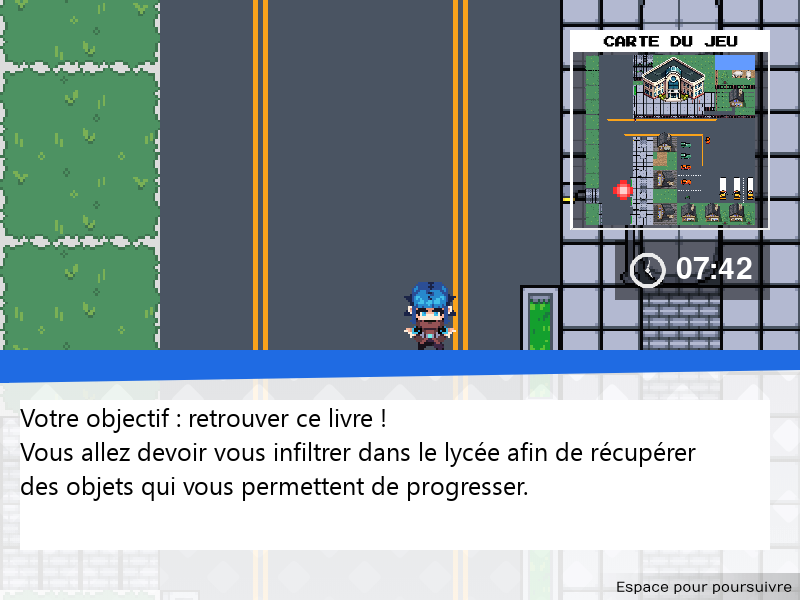 CARTE DU JEU
07:42
Votre objectif : retrouver ce livre !
Vous allez devoir vous infiltrer dans le lycée afin de récupérer
des objets qui vous permettent de progresser.
Espace pour poursuivre